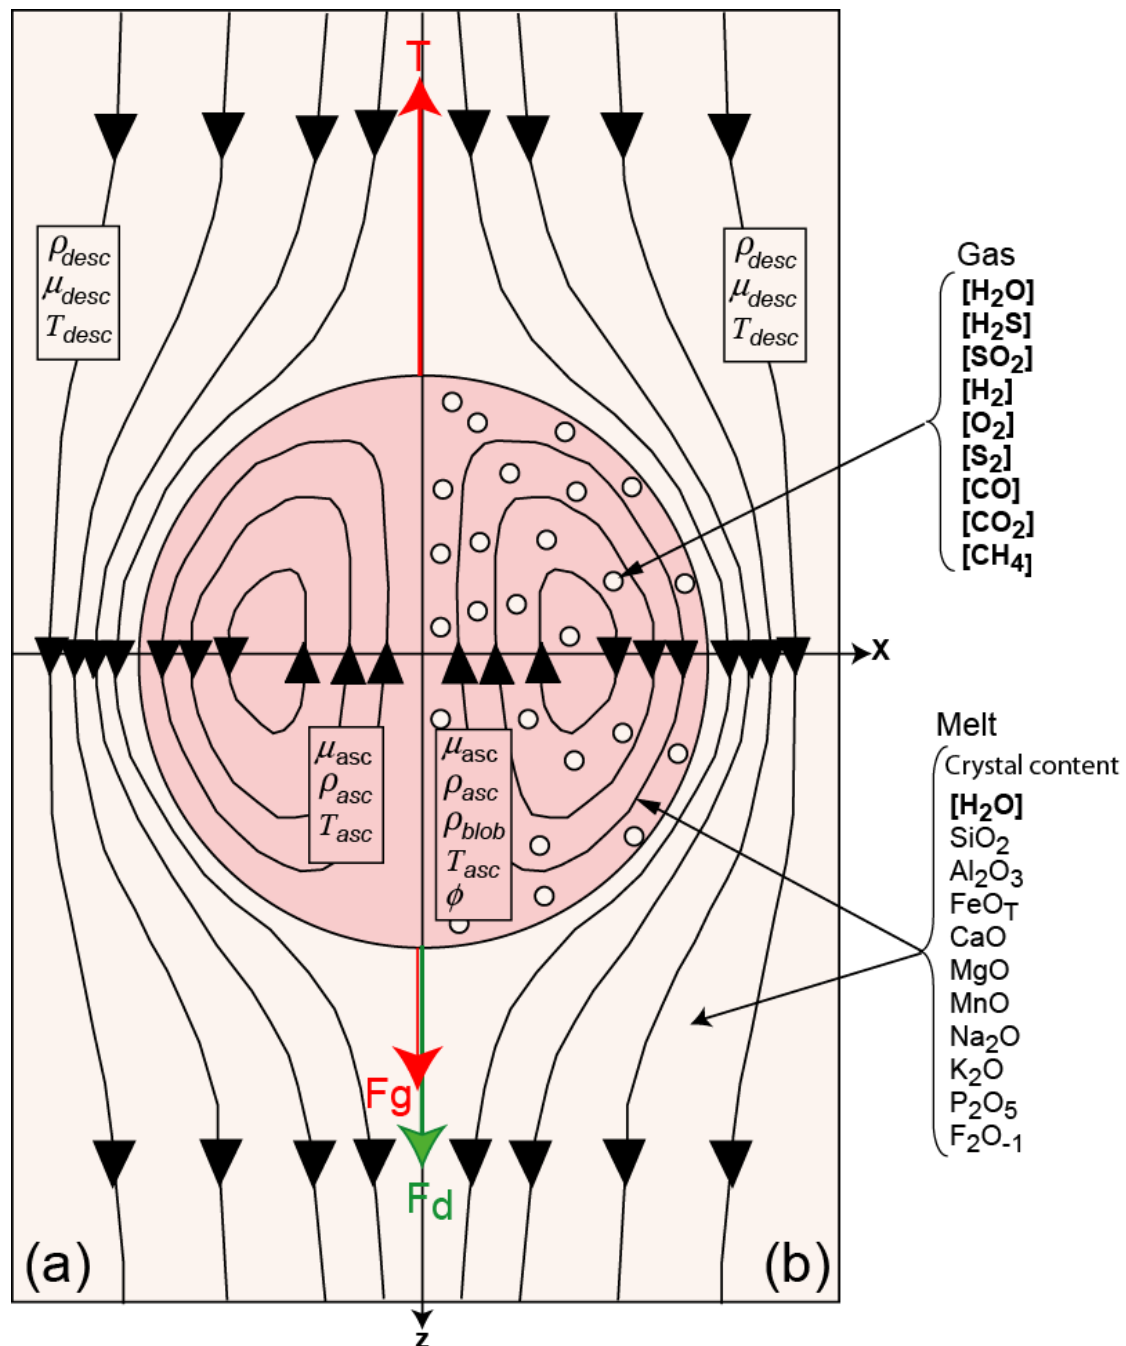 T
ρdesc
μdesc
Tdesc
ρdesc
μdesc
Tdesc
Gas
[H2O]
[H2S]
[SO2]
[H2]
[O2]
[S2]
[CO]
[CO2]
[CH4]
x
μasc
ρasc
Tasc
μasc
ρasc
ρblob
Tasc
ϕ
Melt
Crystal content
[H2O]
SiO2
Al2O3
FeOT
CaO
MgO
MnO
Na2O
K2O
P2O5
F2O-1
Fg
Fd
(a)
(b)
z